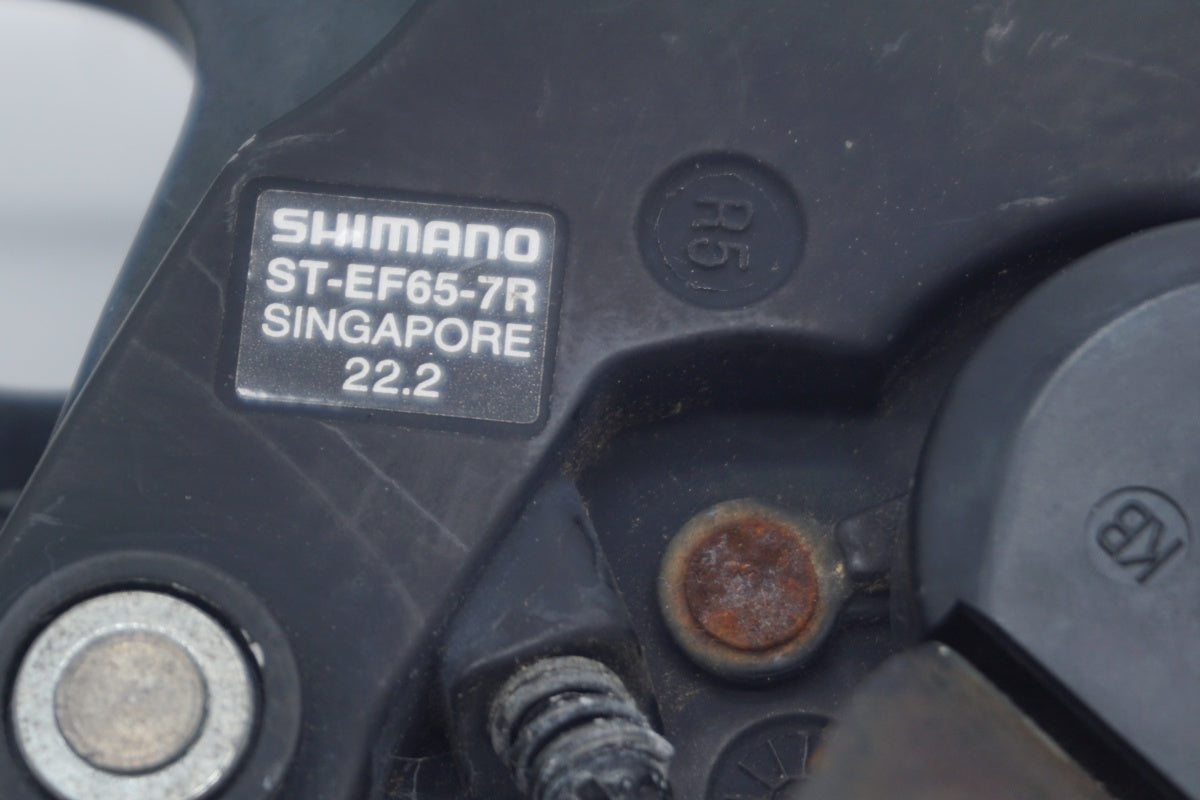 SHIMANO
ST-EF65-7R
SINGAPORE
22.2
R5
KB